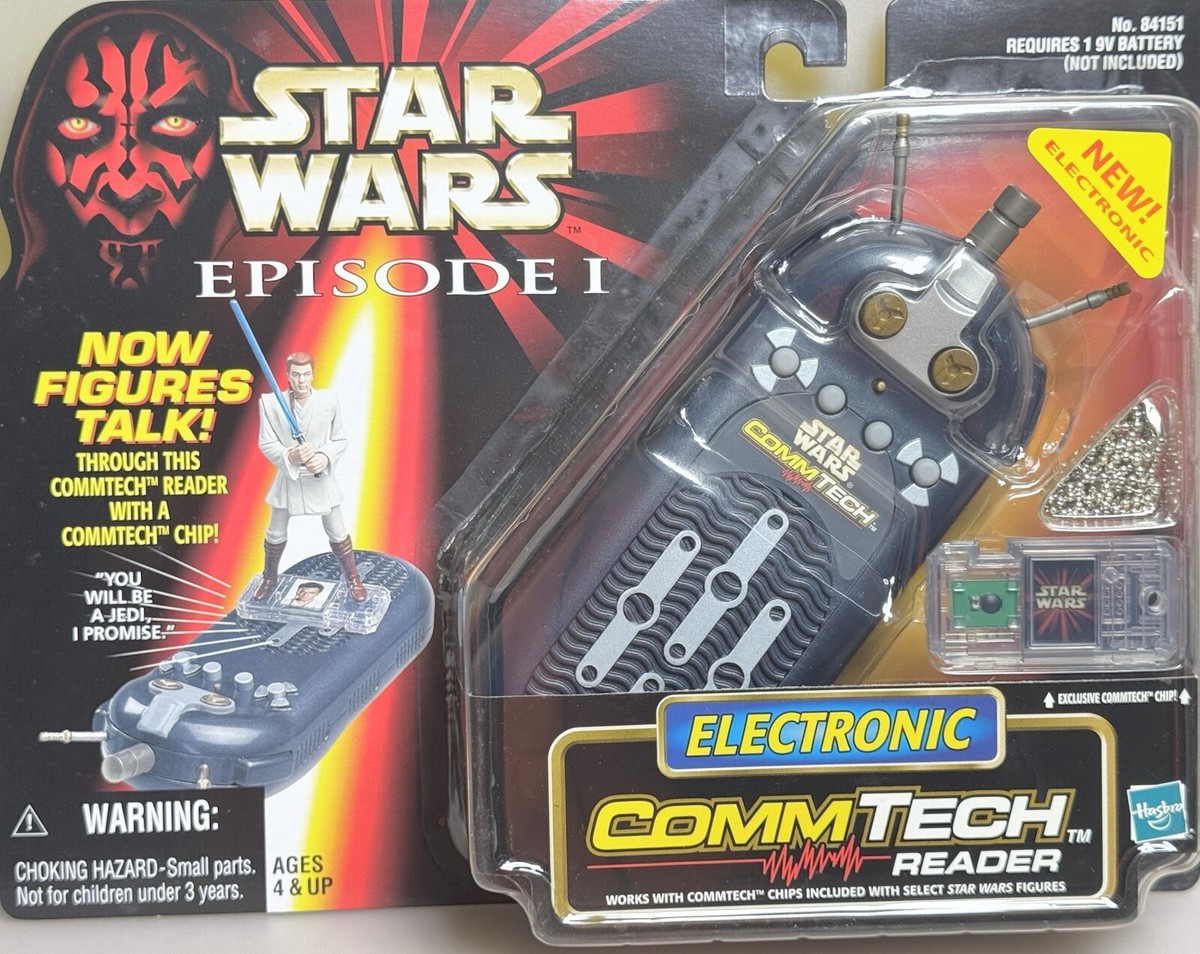 No. 84151
REQUIRES 1 9V BATTERY
(NOT INCLUDED)
STAR
WARS™
EPISODE I
NEW!
ELECTRONIC
NOW
FIGURES
TALK!
THROUGH THIS
COMMTECH™ READER
WITH A
COMMTECH™ CHIP!
"YOU
WILL BE
A JEDI,
I PROMISE."
STAR
WARS®
COMMTECH™
STAR
WARS
EXCLUSIVE COMMTECH™ CHIP!
ELECTRONIC
COMMTECH™
READER
Hasbro
WORKS WITH COMMTECH™ CHIPS INCLUDED WITH SELECT STAR WARS FIGURES
WARNING:
CHOKING HAZARD-Small parts.
Not for children under 3 years.
AGES
4 & UP